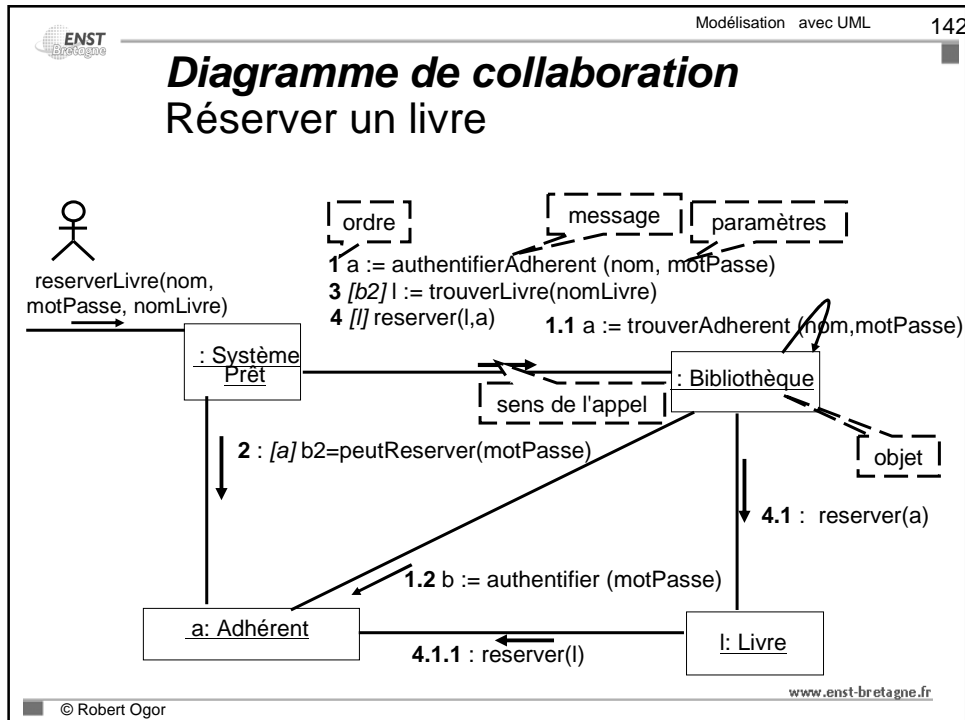 Modélisation avec UML 142
ENST
Bretagne
Diagramme de collaboration
Réserver un livre
ordre
message
paramètres
1 a := authentifierAdherent (nom, motPasse)
reserverLivre(nom,
motPasse, nomLivre)
3 [b2] l := trouverLivre(nomLivre)
4 [l] reserver(l,a)
1.1 a := trouverAdherent (nom,motPasse)
: Système
Prêt
: Bibliothèque
sens de l'appel
2 : [a] b2=peutReserver(motPasse)
objet
4.1 : reserver(a)
1.2 b := authentifier (motPasse)
a: Adhérent
l: Livre
4.1.1 : reserver(l)
www.enst-bretagne.fr
© Robert Ogor